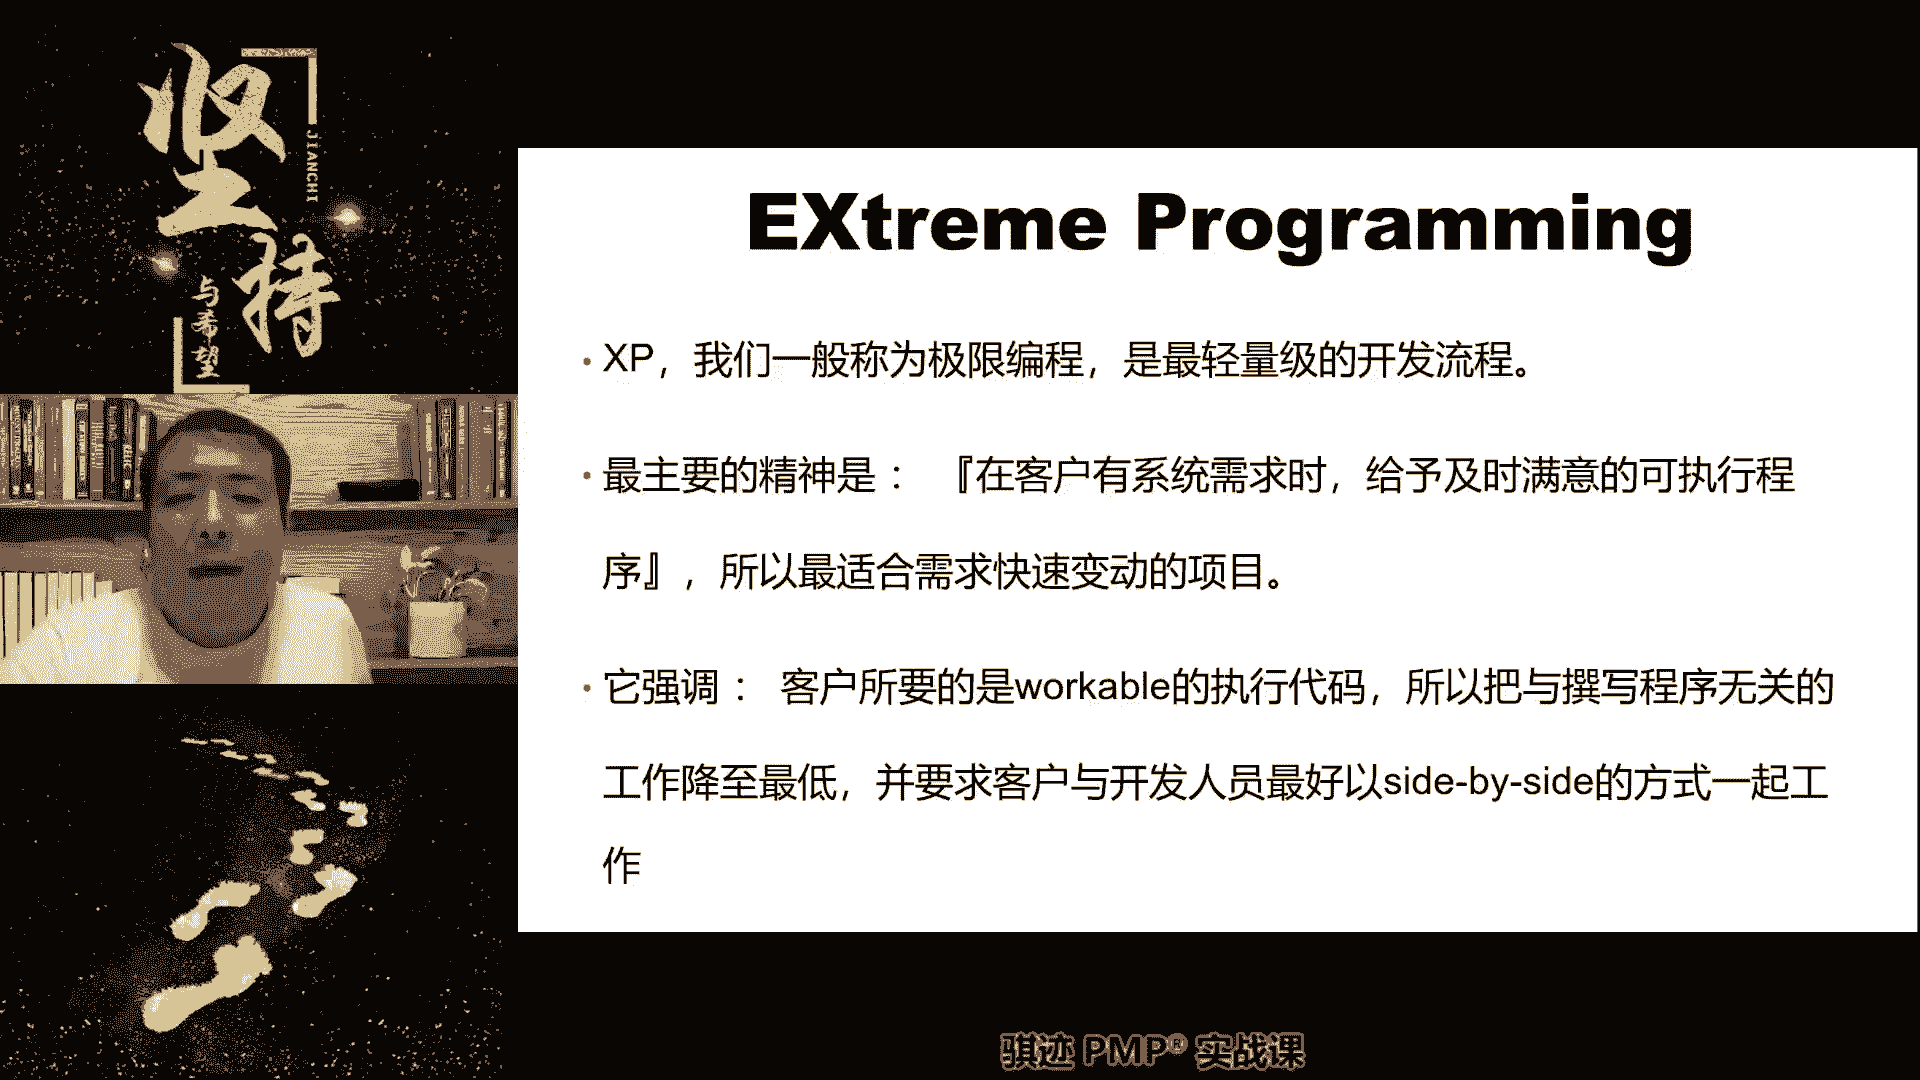 坚持
JIANCHI
与希望
EXtreme Programming
• XP，我们一般称为极限编程，是最轻量级的开发流程。
• 最主要的精神是： 『在客户有系统需求时，给予及时满意的可执行程
序』，所以最适合需求快速变动的项目。
• 它强调： 客户所要的是workable的执行代码，所以把与撰写程序无关的
工作降至最低，并要求客户与开发人员最好以side-by-side的方式一起工
作
骐迹 PMP® 实战课